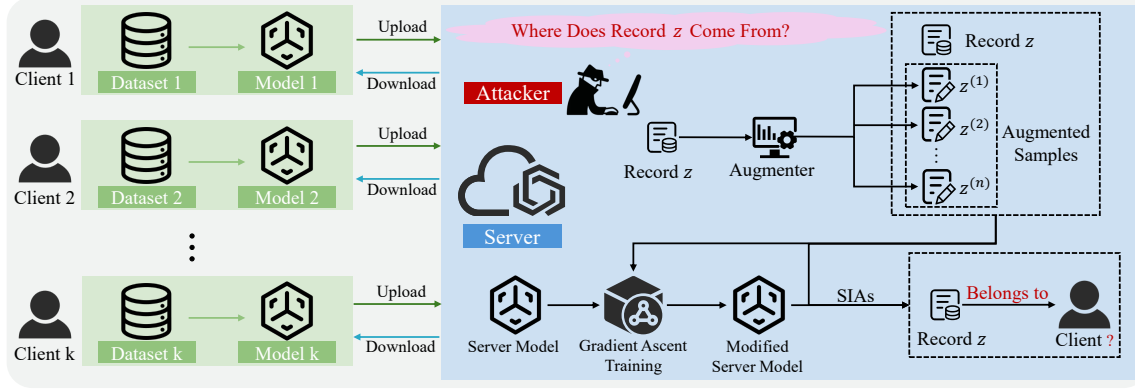 Client 1
Dataset 1
Model 1
Upload
Download
Client 2
Dataset 2
Model 2
Upload
Download
Client k
Dataset k
Model k
Upload
Download
Where Does Record z Come From?
Attacker
Server
Record z
Augmenter
Record z
z(1)
z(2)
z(n)
Augmented
Samples
Server Model
Gradient Ascent
Training
Modified
Server Model
SIAs
Record z
Belongs to
Client ?